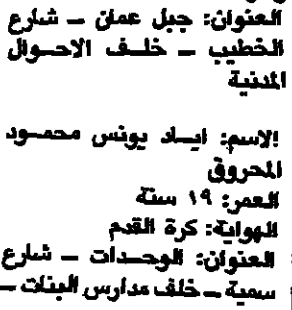 العنوان: جبل عمان – شارع
الخطيب – خلف الاحوال
المدنية
الاسم: اياد يونس محمود
المحروق
العمر: ١٩ سنة
الهواية: كرة القدم
العنوان: الوحدات – شارع
سمية – خلف مدارس البنات –